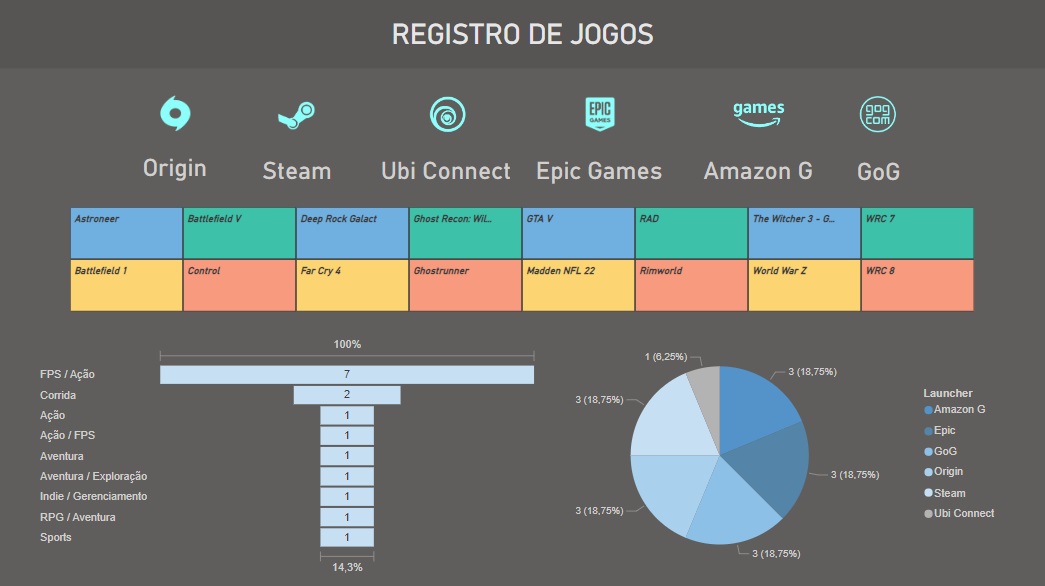 REGISTRO DE JOGOS
EPIC
GAMES
games
gog
com
Origin
Steam
Ubi Connect
Epic Games
Amazon G
GoG
Astroneer
Battlefield V
Deep Rock Galact
Ghost Recon: Wil...
GTA V
RAD
The Witcher 3 - G...
WRC 7
Battlefield 1
Control
Far Cry 4
Ghostrunner
Madden NFL 22
Rimworld
World War Z
WRC 8
100%
FPS / Ação 7
Corrida 2
Ação 1
Ação / FPS 1
Aventura 1
Aventura / Exploração 1
Indie / Gerenciamento 1
RPG / Aventura 1
Sports 1
14,3%
1 (6,25%)
3 (18,75%)
3 (18,75%)
3 (18,75%)
3 (18,75%)
3 (18,75%)
Launcher
Amazon G
Epic
GoG
Origin
Steam
Ubi Connect